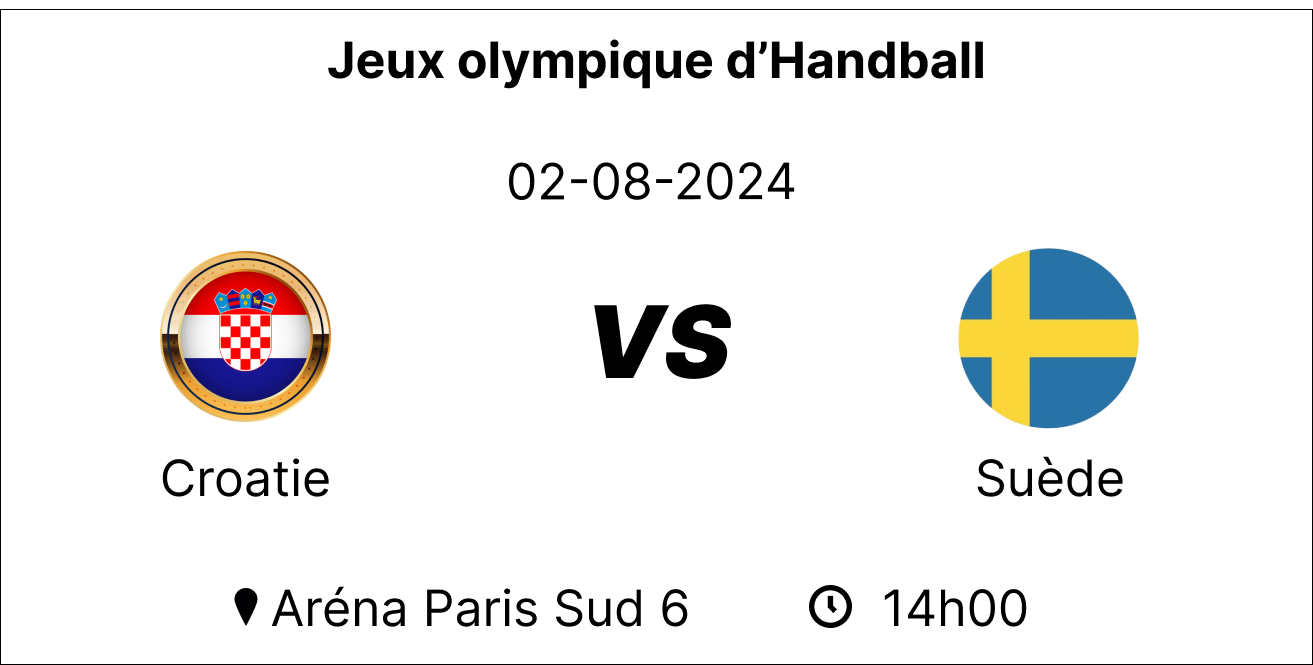 Jeux olympique d’Handball
02-08-2024
VS
Croatie
Suède
Aréna Paris Sud 6
14h00